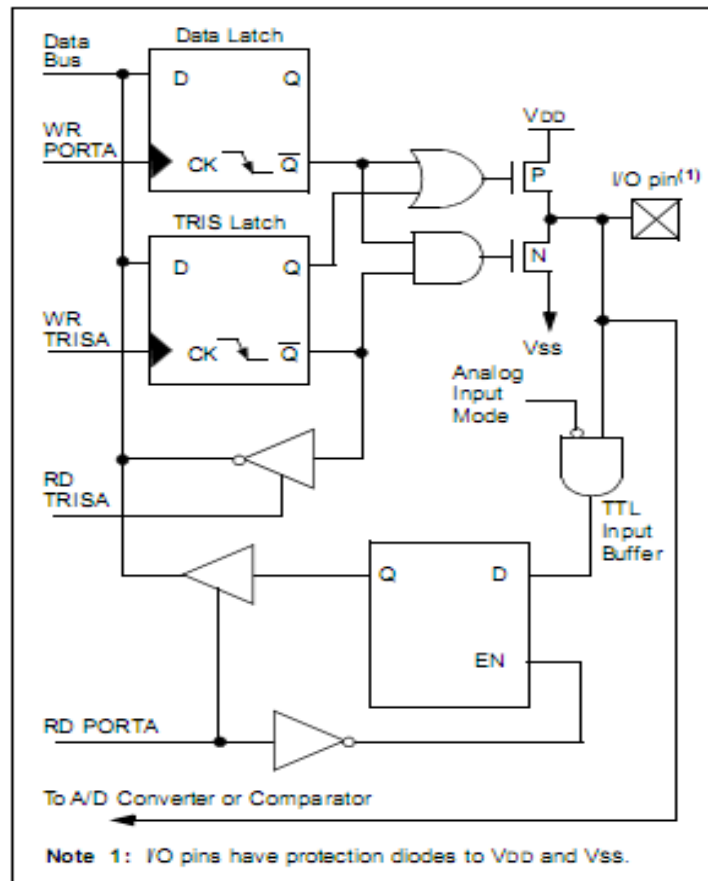 Data Latch
Data
Bus
D
Q
WR
PORTA
CK
Q
VDD
P
I/O pin(1)
TRIS Latch
D
Q
N
WR
TRISA
CK
Q
Vss
Analog
Input
Mode
RD
TRISA
TTL
Input
Buffer
Q
D
EN
RD PORTA
To A/D Converter or Comparator
Note 1: I/O pins have protection diodes to VDD and VSS.